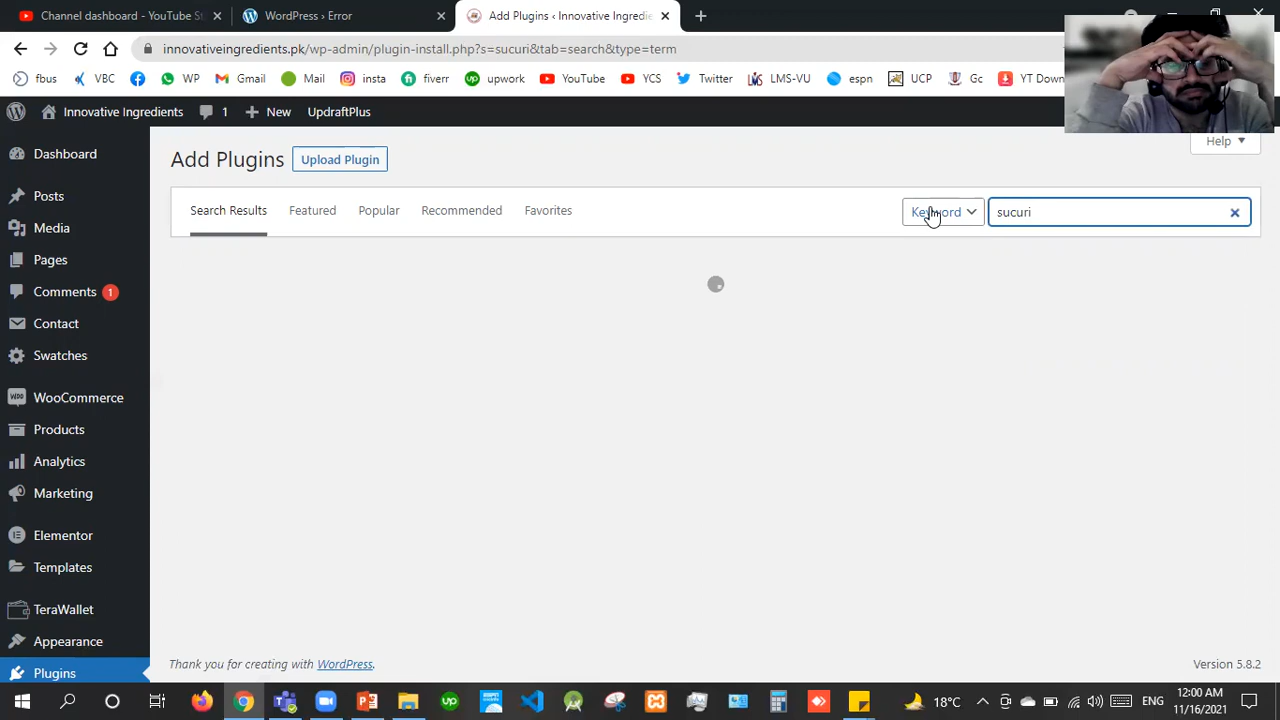 Channel dashboard - YouTube St
WordPress › Error
Add Plugins ‹ Innovative Ingredie
innovativeingredients.pk/wp-admin/plugin-install.php?s=sucuri&tab=search&type=term
fbus
VBC
WP
Gmail
Mail
insta
fiverr
upwork
YouTube
YCS
Twitter
LMS-VU
espn
UCP
Gc
YT Down
Innovative Ingredients
1
New
UpdraftPlus
Help
Dashboard
Posts
Media
Pages
Comments 1
Contact
Swatches
WooCommerce
Products
Analytics
Marketing
Elementor
Templates
TeraWallet
Appearance
Plugins
Add Plugins
Upload Plugin
Search Results
Featured
Popular
Recommended
Favorites
Keyword
sucuri
Thank you for creating with WordPress.
Version 5.8.2
18°C
ENG
12:00 AM
11/16/2021